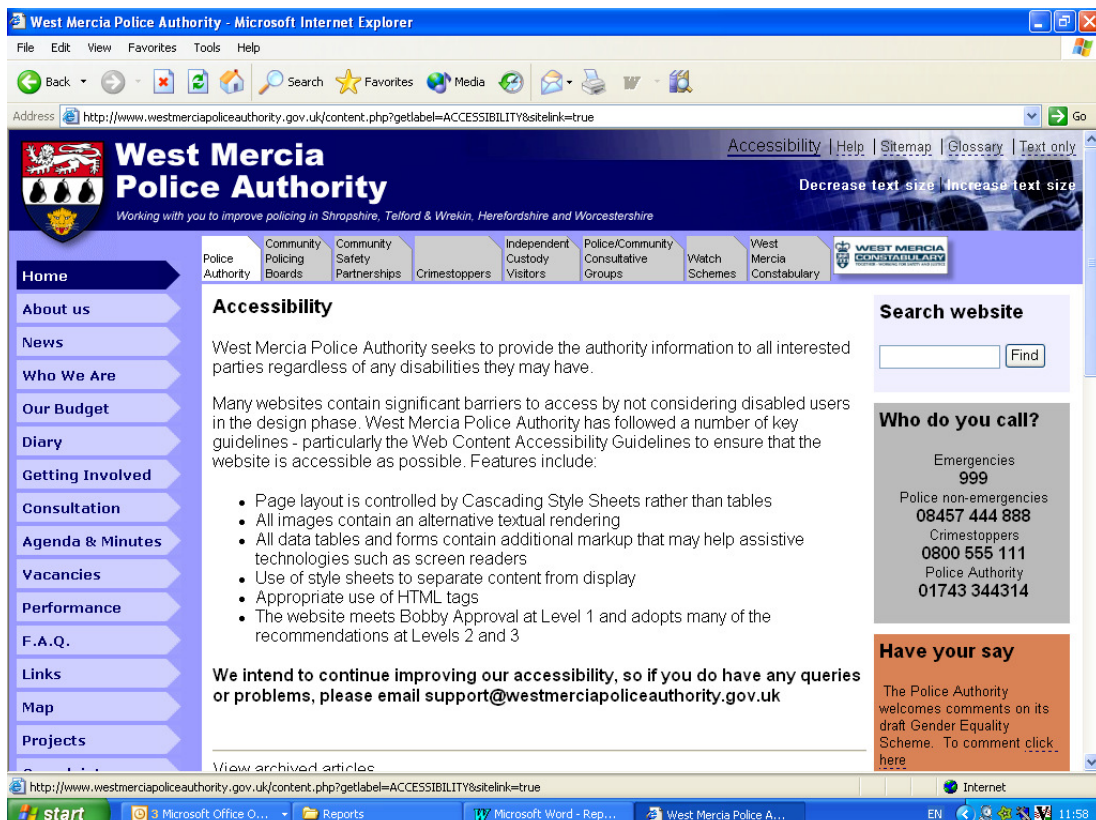 West Mercia Police Authority - Microsoft Internet Explorer
File Edit View Favorites Tools Help
Back Search Favorites Media
Address http://www.westmerciapoliceauthority.gov.uk/content.php?getlabel=ACCESSIBILITY&sitelink=true Go
West Mercia
Police Authority
Working with you to improve policing in Shropshire, Telford & Wrekin, Herefordshire and Worcestershire
Accessibility | Help | Sitemap | Glossary | Text only
Decrease text size | Increase text size
Police
Authority
Community
Policing
Boards
Community
Safety
Partnerships
Crimestoppers
Independent
Custody
Visitors
Police/Community
Consultative
Groups
Watch
Schemes
West
Mercia
Constabulary
WEST MERCIA
CONSTABULARY
Home
About us
News
Who We Are
Our Budget
Diary
Getting Involved
Consultation
Agenda & Minutes
Vacancies
Performance
F.A.Q.
Links
Map
Projects
Accessibility
West Mercia Police Authority seeks to provide the authority information to all interested
parties regardless of any disabilities they may have.
Many websites contain significant barriers to access by not considering disabled users
in the design phase. West Mercia Police Authority has followed a number of key
guidelines - particularly the Web Content Accessibility Guidelines to ensure that the
website is accessible as possible. Features include:
• Page layout is controlled by Cascading Style Sheets rather than tables
• All images contain an alternative textual rendering
• All data tables and forms contain additional markup that may help assistive
technologies such as screen readers
• Use of style sheets to separate content from display
• Appropriate use of HTML tags
• The website meets Bobby Approval at Level 1 and adopts many of the
recommendations at Levels 2 and 3
We intend to continue improving our accessibility, so if you do have any queries
or problems, please email support@westmerciapoliceauthority.gov.uk
View archived articles
Search website
Find
Who do you call?
Emergencies
999
Police non-emergencies
08457 444 888
Crimestoppers
0800 555 111
Police Authority
01743 344314
Have your say
The Police Authority
welcomes comments on its
draft Gender Equality
Scheme. To comment click
here
http://www.westmerciapoliceauthority.gov.uk/content.php?getlabel=ACCESSIBILITY&sitelink=true Internet
start 3 Microsoft Office O... Reports Microsoft Word - Rep... West Mercia Police A... EN 11:58